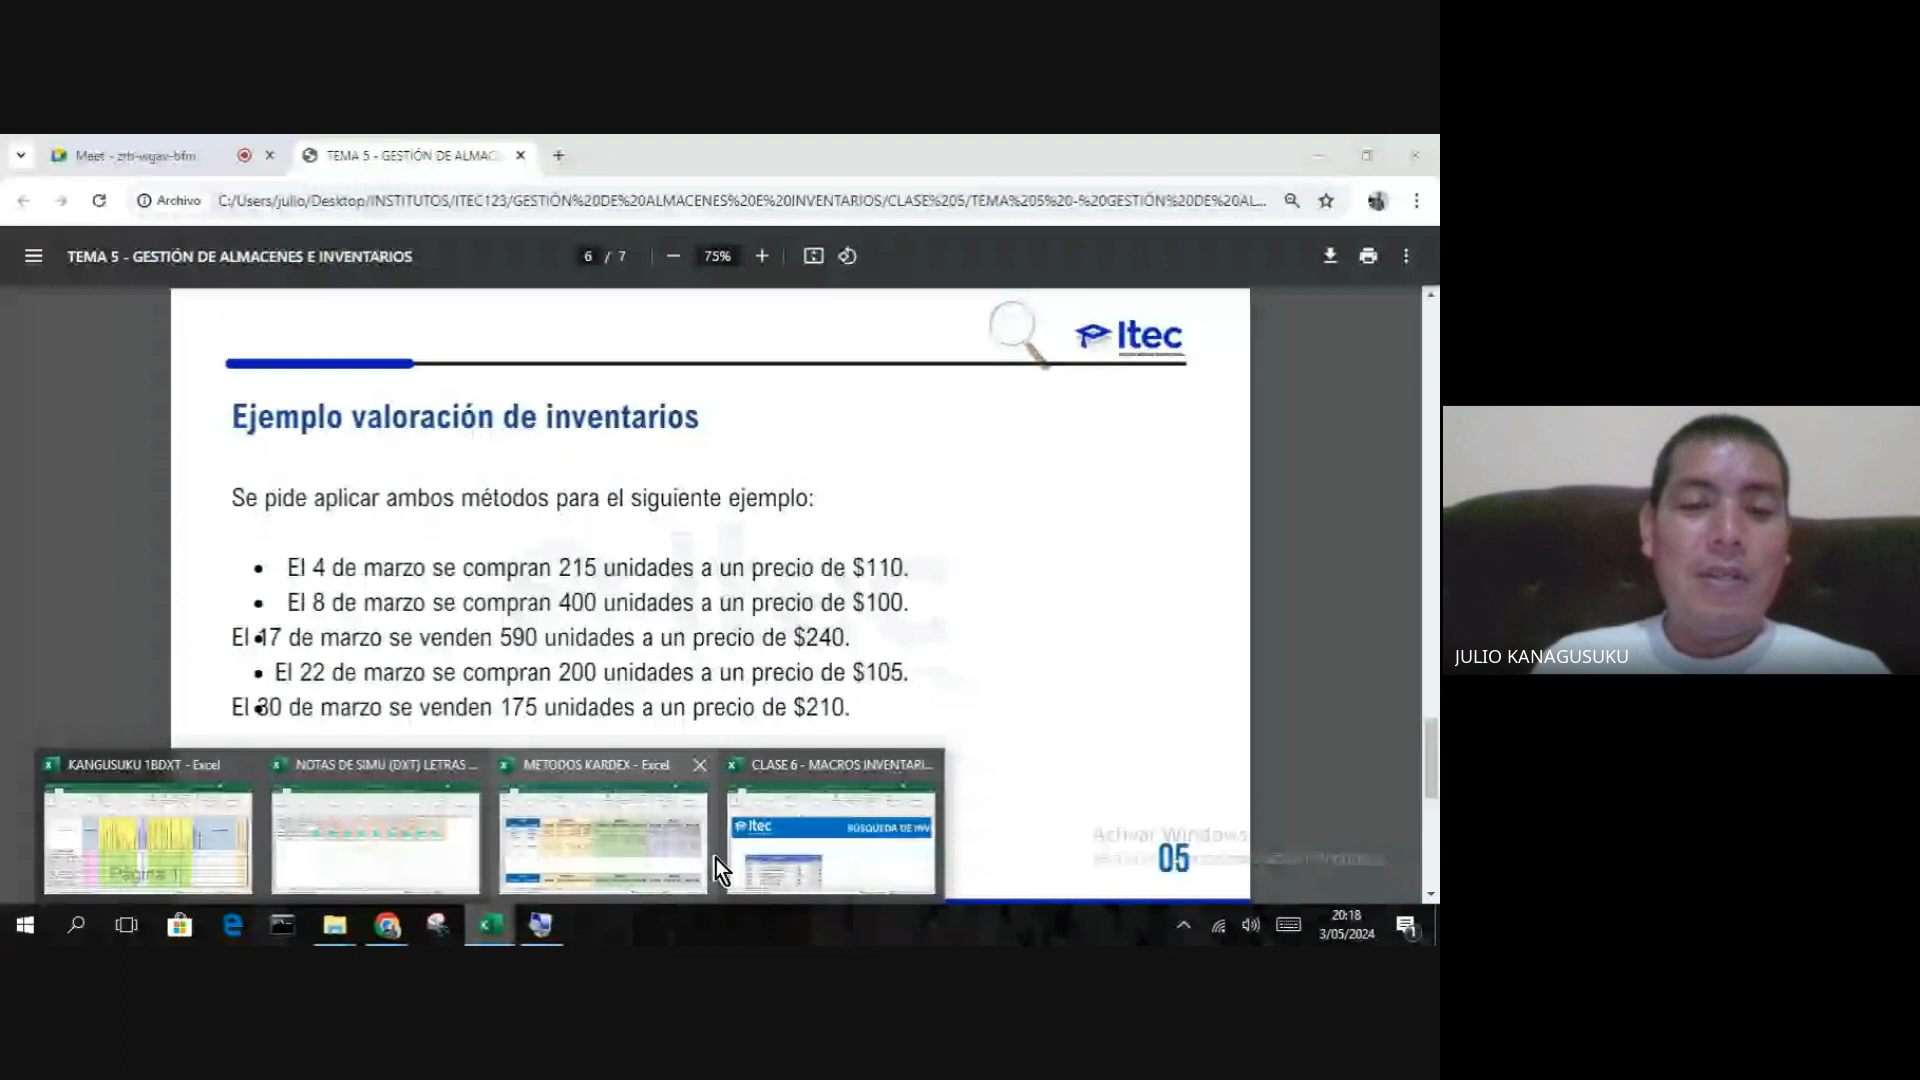 Meet - zrb-wgav-bfm
TEMA 5 - GESTIÓN DE ALMAC
Archivo C:/Users/julio/Desktop/INSTITUTOS/ITEC123/GESTIÓN%20DE%20ALMACENES%20E%20INVENTARIOS/CLASE%205/TEMA%205%20-%20GESTIÓN%20DE%20AL...
TEMA 5 - GESTIÓN DE ALMACENES E INVENTARIOS
6 / 7
75%
Itec
Ejemplo valoración de inventarios
Se pide aplicar ambos métodos para el siguiente ejemplo:
• El 4 de marzo se compran 215 unidades a un precio de $110.
• El 8 de marzo se compran 400 unidades a un precio de $100.
El 17 de marzo se venden 590 unidades a un precio de $240.
• El 22 de marzo se compran 200 unidades a un precio de $105.
El 30 de marzo se venden 175 unidades a un precio de $210.
KANGUSUKU 1BDXT - Excel
NOTAS DE SIMU (DXT) LETRAS ...
METODOS KARDEX - Excel
CLASE 6 - MACROS INVENTARI...
Página 1
Itec
BÚSQUEDA DE INV
Activar Windows
05
20:18
3/05/2024
1
JULIO KANAGUSUKU